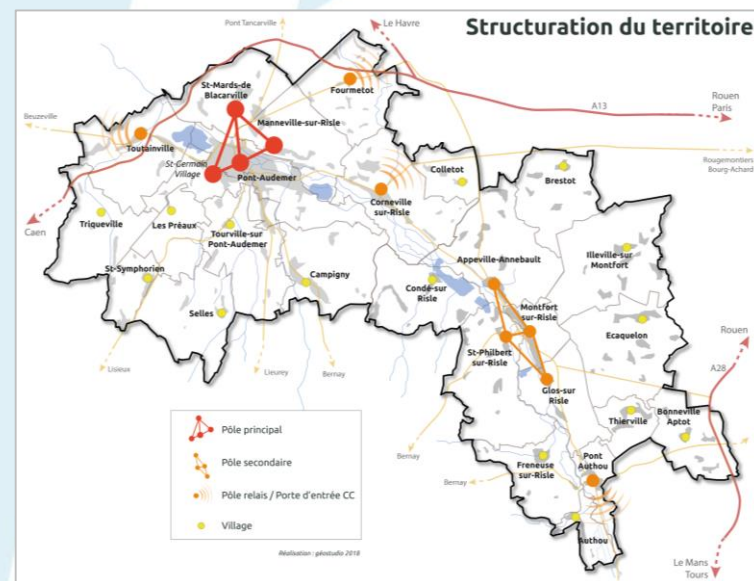 Structuration du territoire
Pont Tancarville
Le Havre
A13
Rouen
Paris
Beuzeville
St-Mards-de
Blacarville
Fourmetot
Manneville-sur-Risle
Toutainville
St-Germain
Village
Pont-Audemer
Rougemontiers
Bourg-Achard
Colletot
Brestot
Corneville
sur-Risle
Caen
Triqueville
Les Préaux
Tourville-sur
Pont-Audemer
Appeville-Annebault
Illeville-sur
Montfort
St-Symphorien
Campigny
Condé-sur
Risle
Selles
Montfort
sur-Risle
Ecaquelon
Rouen
St-Philbert
sur-Risle
A28
Lisieux
Lieurey
Bernay
Glos-sur
Risle
Thierville
Bonneville
Aptot
Bernay
Freneuse
sur-Risle
Pont
Authou
Bernay
Authou
Le Mans
Tours
Pôle principal
Pôle secondaire
Pôle relais / Porte d'entrée CC
Village
Réalisation : géostudio 2018